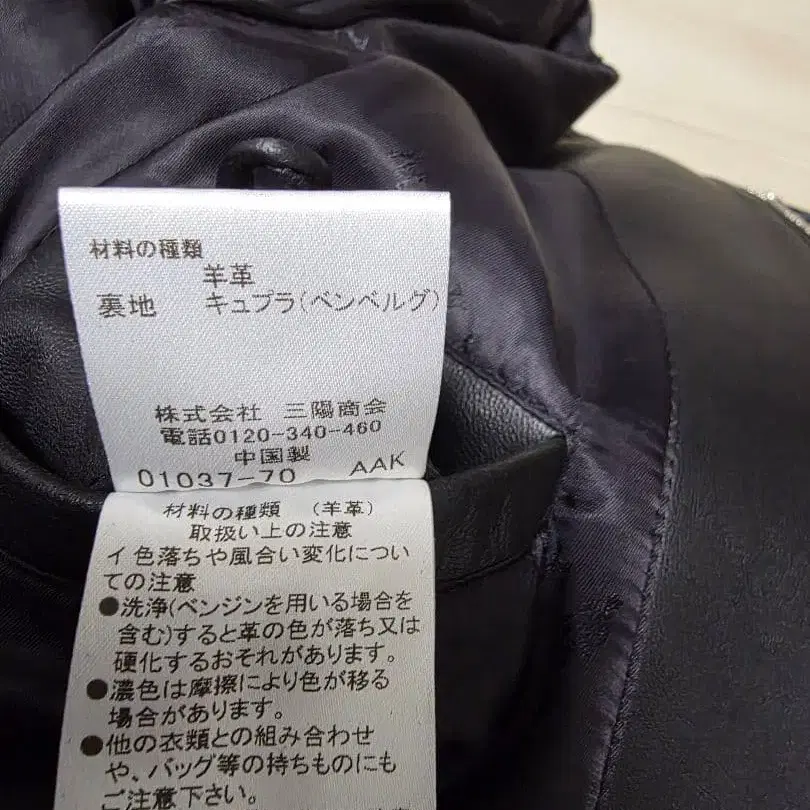 材料の種類
羊革
裏地 キュプラ(ベンベルグ)
株式会社 三陽商会
電話0120-340-460
中国製
01037-70 AAK
材料の種類 (羊革)
取扱い上の注意
イ色落ちや風合い変化につい
ての注意
●洗浄(ベンジンを用いる場合を
含む)すると革の色が落ち又は
硬化するおそれがあります。
●濃色は摩擦により色が移る
場合があります。
●他の衣類との組み合わせ
や、バッグ等の持ちものにも
ご注意下さい。